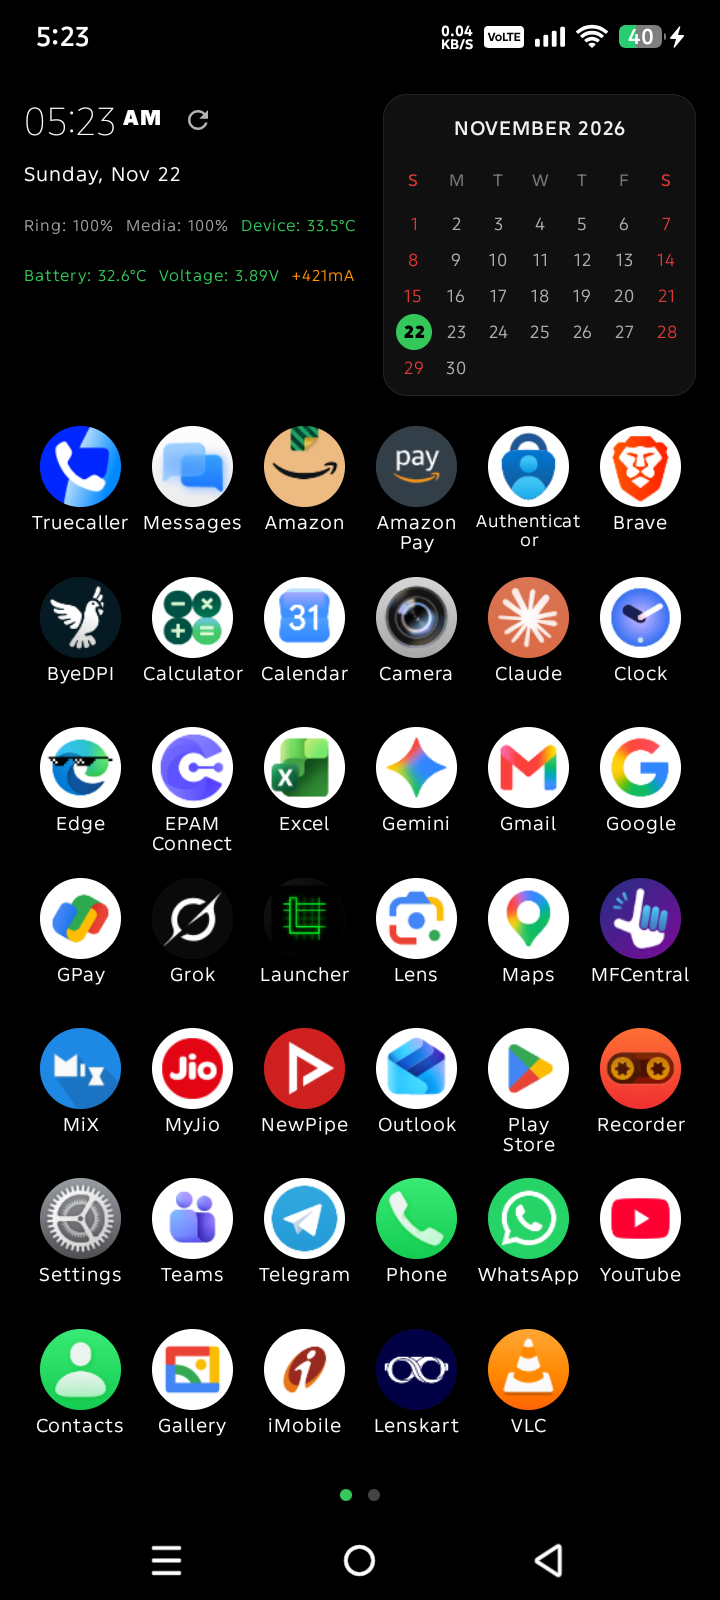 5:23
0.04
KB/S
VoLTE
40
05:23 AM
Sunday, Nov 22
Ring: 100% Media: 100% Device: 33.5°C
Battery: 32.6°C Voltage: 3.89V +421mA
NOVEMBER 2026
S M T W T F S
1 2 3 4 5 6 7
8 9 10 11 12 13 14
15 16 17 18 19 20 21
22 23 24 25 26 27 28
29 30
pay
Truecaller Messages Amazon Amazon Pay Authenticator Brave
31
ByeDPI Calculator Calendar Camera Claude Clock
X
Edge EPAM Connect Excel Gemini Gmail Google
GPay Grok Launcher Lens Maps MFCentral
MiX
Jio
MiX MyJio NewPipe Outlook Play Store Recorder
Settings Teams Telegram Phone WhatsApp YouTube
Contacts Gallery iMobile Lenskart VLC